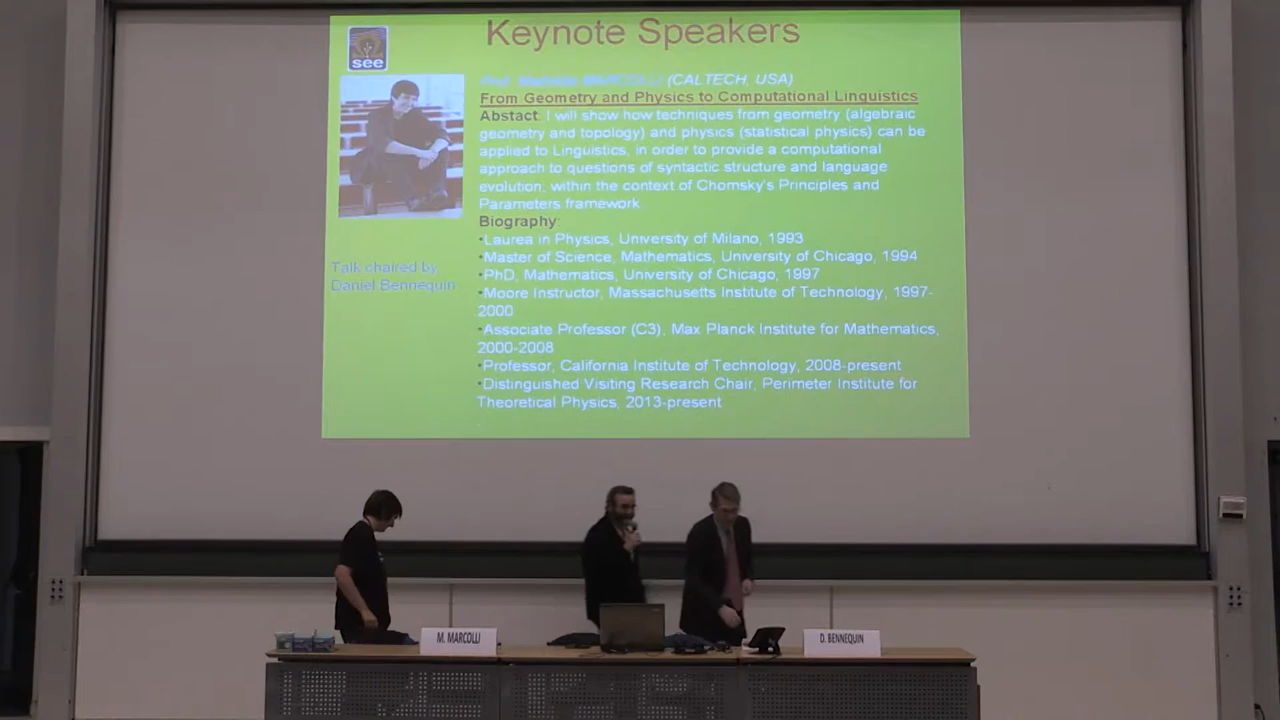 Keynote Speakers
see
Prof. Mathilde MARCOLLI (CALTECH, USA)
From Geometry and Physics to Computational Linguistics
Abstact: I will show how techniques from geometry (algebraic
geometry and topology) and physics (statistical physics) can be
applied to Linguistics, in order to provide a computational
approach to questions of syntactic structure and language
evolution, within the context of Chomsky's Principles and
Parameters framework
Biography:
•Laurea in Physics, University of Milano, 1993
•Master of Science, Mathematics, University of Chicago, 1994
•PhD, Mathematics, University of Chicago, 1997
•Moore Instructor, Massachusetts Institute of Technology, 1997-
2000
•Associate Professor (C3), Max Planck Institute for Mathematics,
2000-2008
•Professor, California Institute of Technology, 2008-present
•Distinguished Visiting Research Chair, Perimeter Institute for
Theoretical Physics, 2013-present
Talk chaired by
Daniel Bennequin
M. MARCOLLI
D. BENNEQUIN